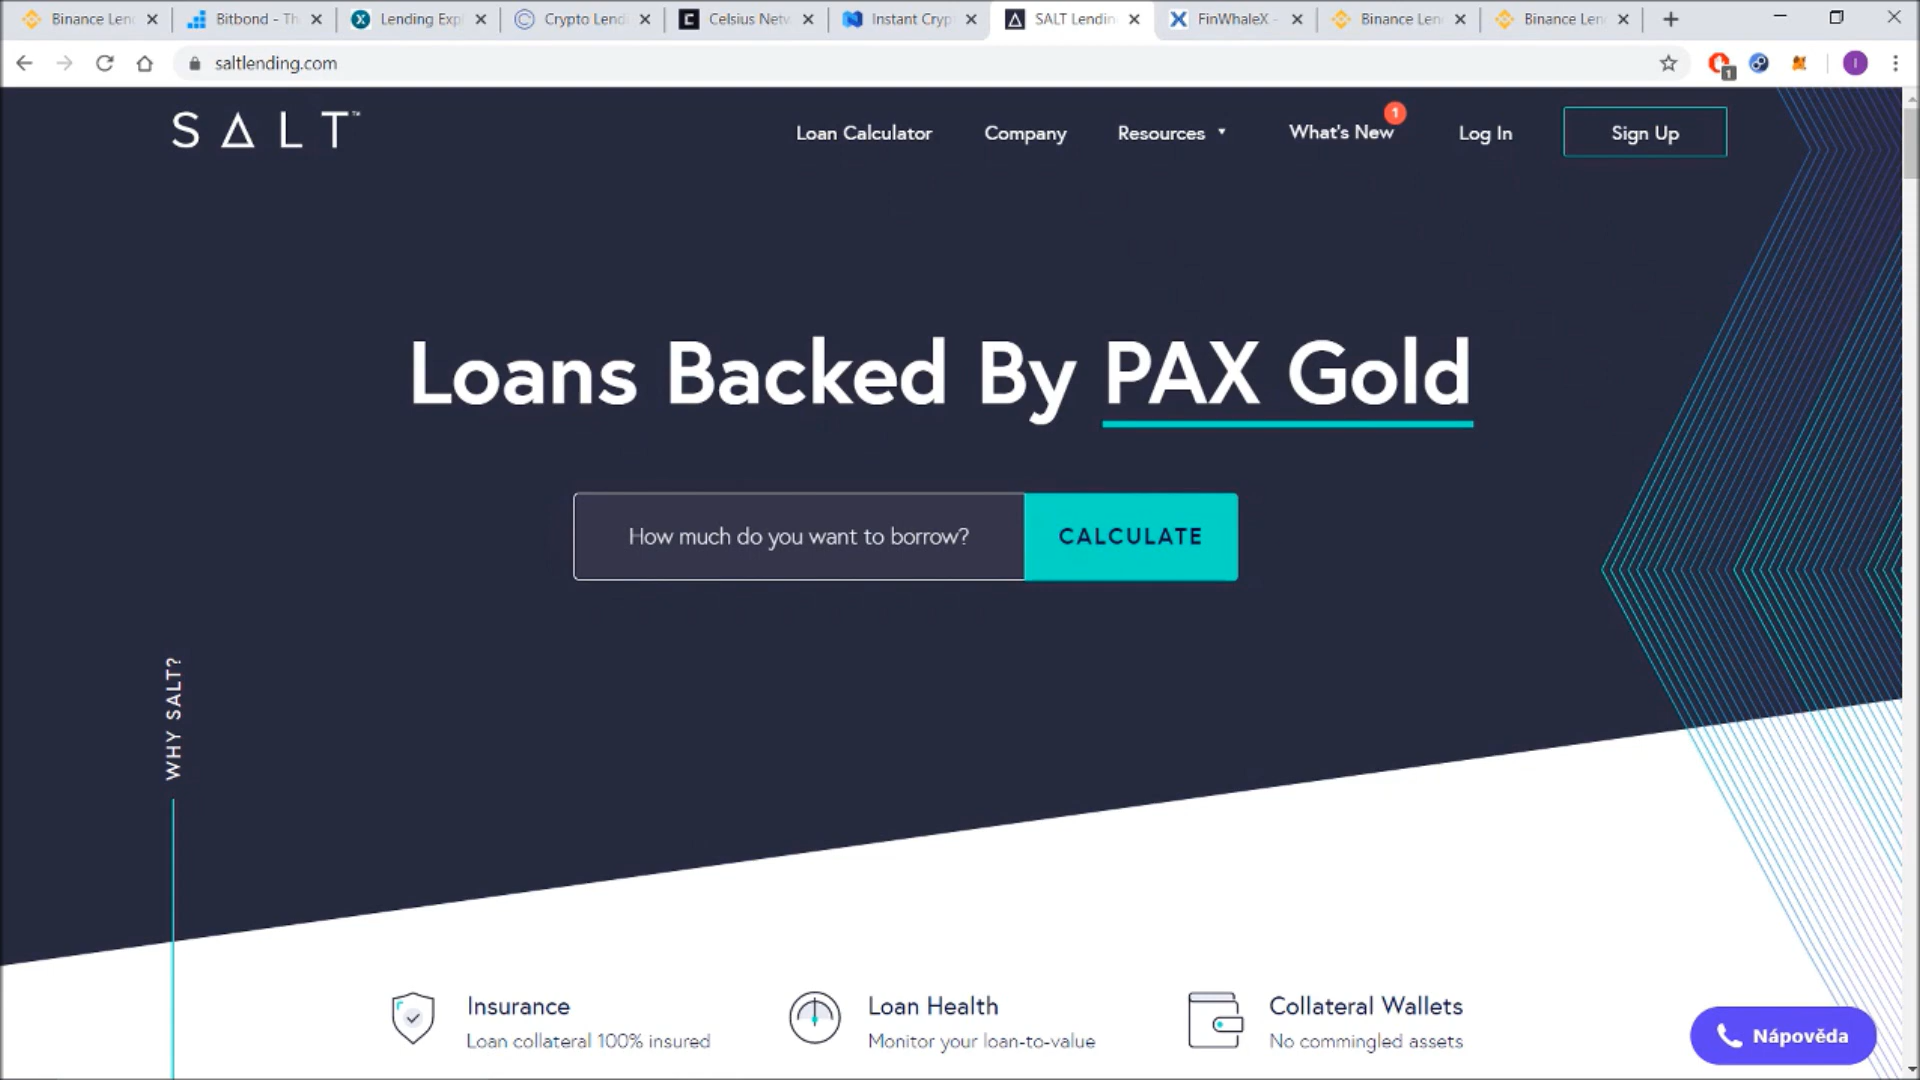 Binance Len
Bitbond - Th
Lending Exp
Crypto Lend
Celsius Netw
Instant Cryp
SALT Lendin
FinWhaleX -
Binance Len
Binance Len
saltlending.com
1
SALT™
Loan Calculator
Company
Resources
What's New
1
Log In
Sign Up
Loans Backed By PAX Gold
How much do you want to borrow?
CALCULATE
WHY SALT?
Insurance
Loan collateral 100% insured
Loan Health
Monitor your loan-to-value
Collateral Wallets
No commingled assets
Nápověda